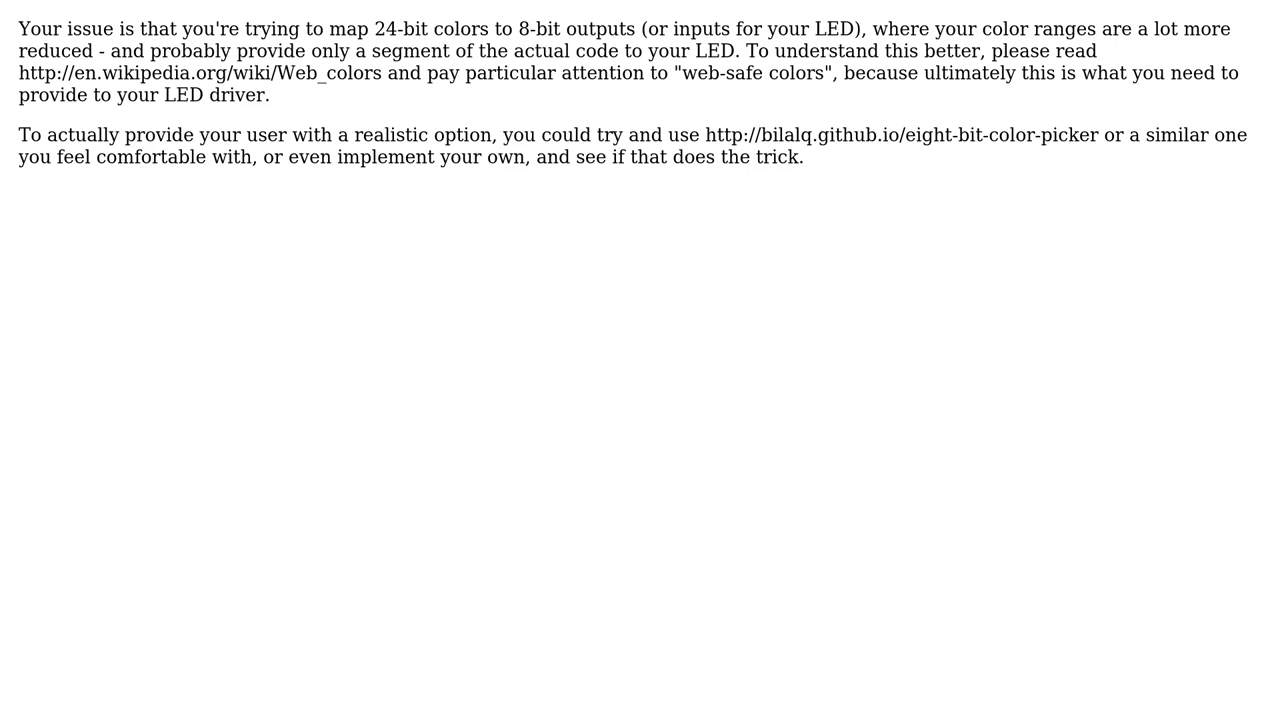 Your issue is that you're trying to map 24-bit colors to 8-bit outputs (or inputs for your LED), where your color ranges are a lot more
reduced - and probably provide only a segment of the actual code to your LED. To understand this better, please read
http://en.wikipedia.org/wiki/Web_colors and pay particular attention to "web-safe colors", because ultimately this is what you need to
provide to your LED driver.
To actually provide your user with a realistic option, you could try and use http://bilalq.github.io/eight-bit-color-picker or a similar one
you feel comfortable with, or even implement your own, and see if that does the trick.